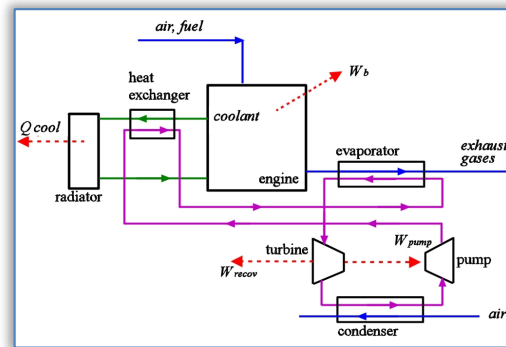 air, fuel
heat
exchanger
W b
coolant
Q cool
evaporator
exhaust
gases
engine
radiator
turbine
W pump
pump
W recov
air
condenser